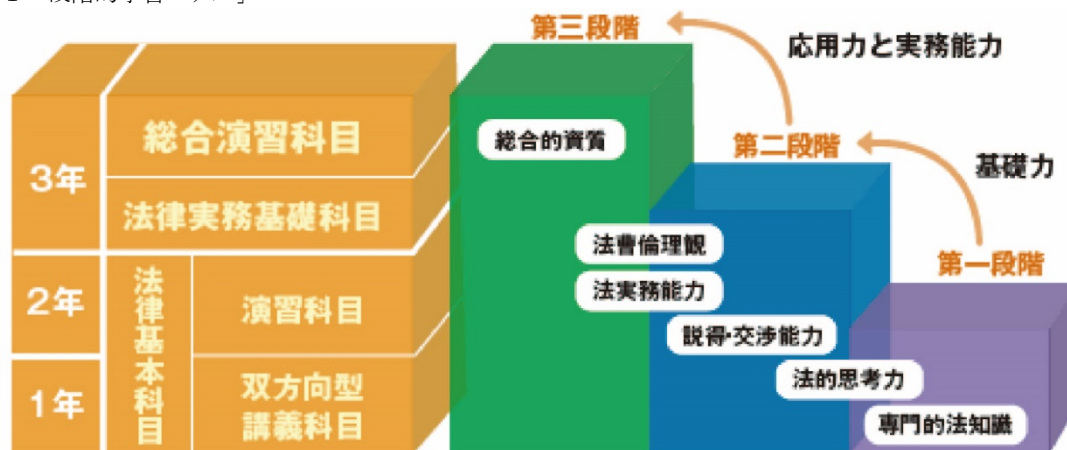 第三段階
応用力と実務能力
総合演習科目
総合的資質
第二段階
3年
基礎力
法律実務基礎科目
法曹倫理観
第一段階
2年
法律基本科目
演習科目
法実務能力
説得・交渉能力
1年
双方向型
講義科目
法的思考力
専門的法知識